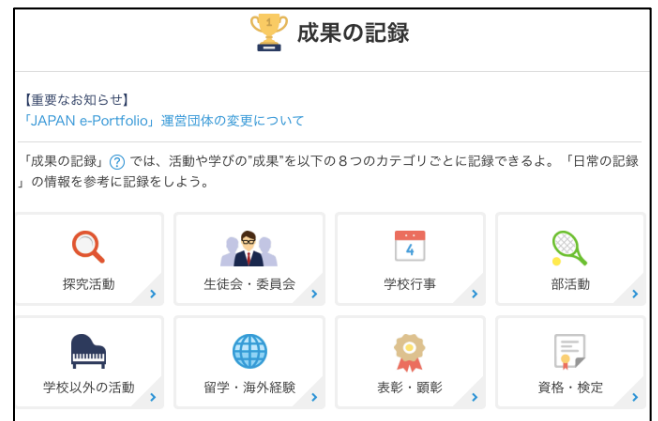 成果の記録
【重要なお知らせ】
「JAPAN e-Portfolio」運営団体の変更について
「成果の記録」? では、活動や学びの"成果"を以下の８つのカテゴリごとに記録できるよ。「日常の記録
」の情報を参考に記録をしよう。
探究活動
生徒会・委員会
4
学校行事
部活動
学校以外の活動
留学・海外経験
表彰・顕彰
資格・検定